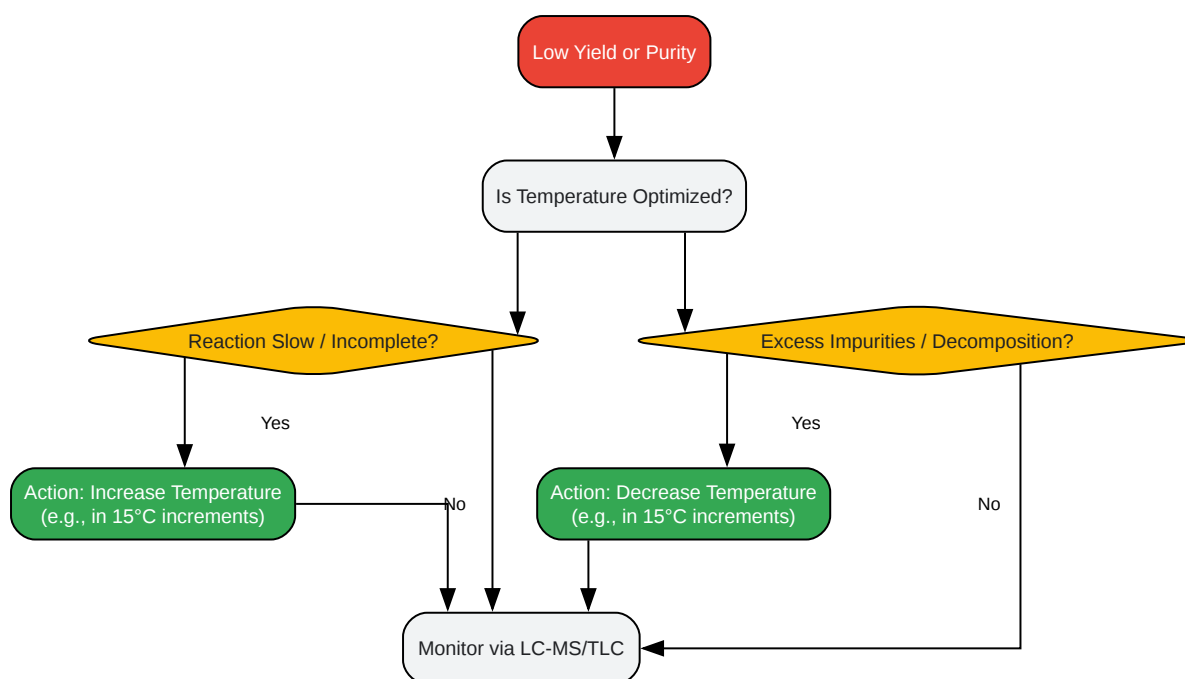 Low Yield or Purity
Is Temperature Optimized?
Reaction Slow / Incomplete?
Excess Impurities / Decomposition?
Yes
Yes
Action: Increase Temperature
(e.g., in 15°C increments)
No
Action: Decrease Temperature
(e.g., in 15°C increments)
No
Monitor via LC-MS/TLC